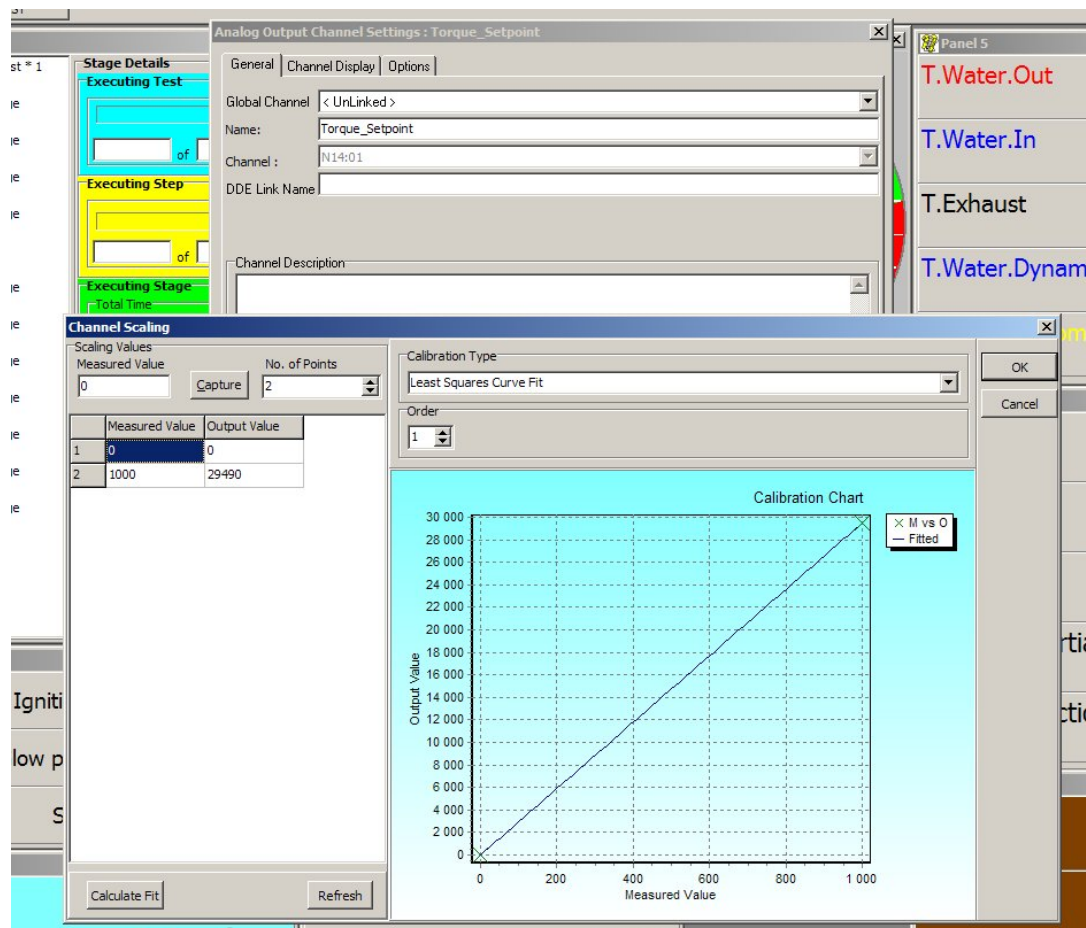 Analog Output Channel Settings : Torque_Setpoint
Panel 5
General Channel Display Options
Global Channel < UnLinked >
Name: Torque_Setpoint
Channel : N14:01
DDE Link Name
Channel Description
st * 1
Stage Details
Executing Test
of
Executing Step
of
Executing Stage
Total Time
T.Water.Out
T.Water.In
T.Exhaust
T.Water.Dynam
Channel Scaling
Scaling Values
Measured Value No. of Points
0 Capture 2
Measured Value Output Value
1 0 0
2 1000 29490
Calculate Fit Refresh
Calibration Type
Least Squares Curve Fit
Order
1
OK
Cancel
Calibration Chart
M vs O
Fitted
30 000
28 000
26 000
24 000
22 000
20 000
18 000
16 000
14 000
12 000
10 000
8 000
6 000
4 000
2 000
0
Output Value
0 200 400 600 800 1 000
Measured Value
Igniti
low p
S
rtia
ctio